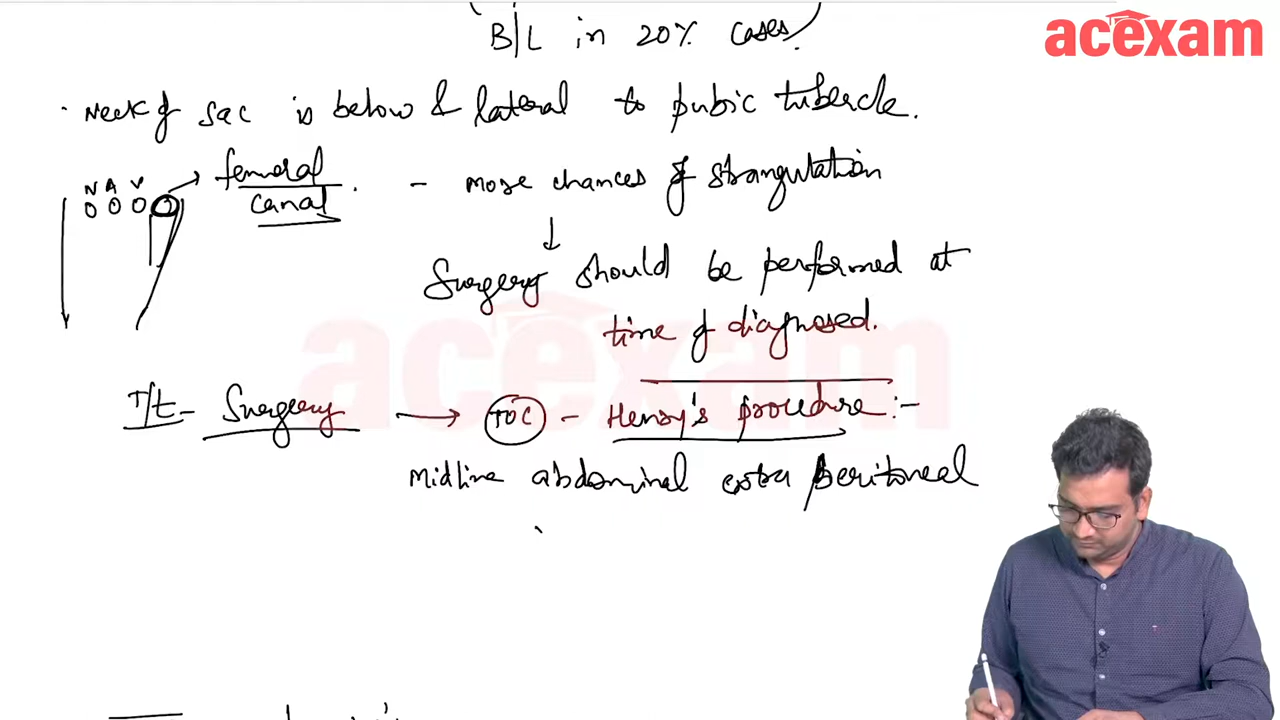 acexam
B/L in 20% cases.
· Neck of sac is below & lateral to pubic tubercle.
N A V
femoral canal
- more chances of strangulation
Surgery should be performed at
time of diagnosed.
T/t - Surgery → TOC - Henry's procedure :-
midline abdominal extra peritoneal
acexam